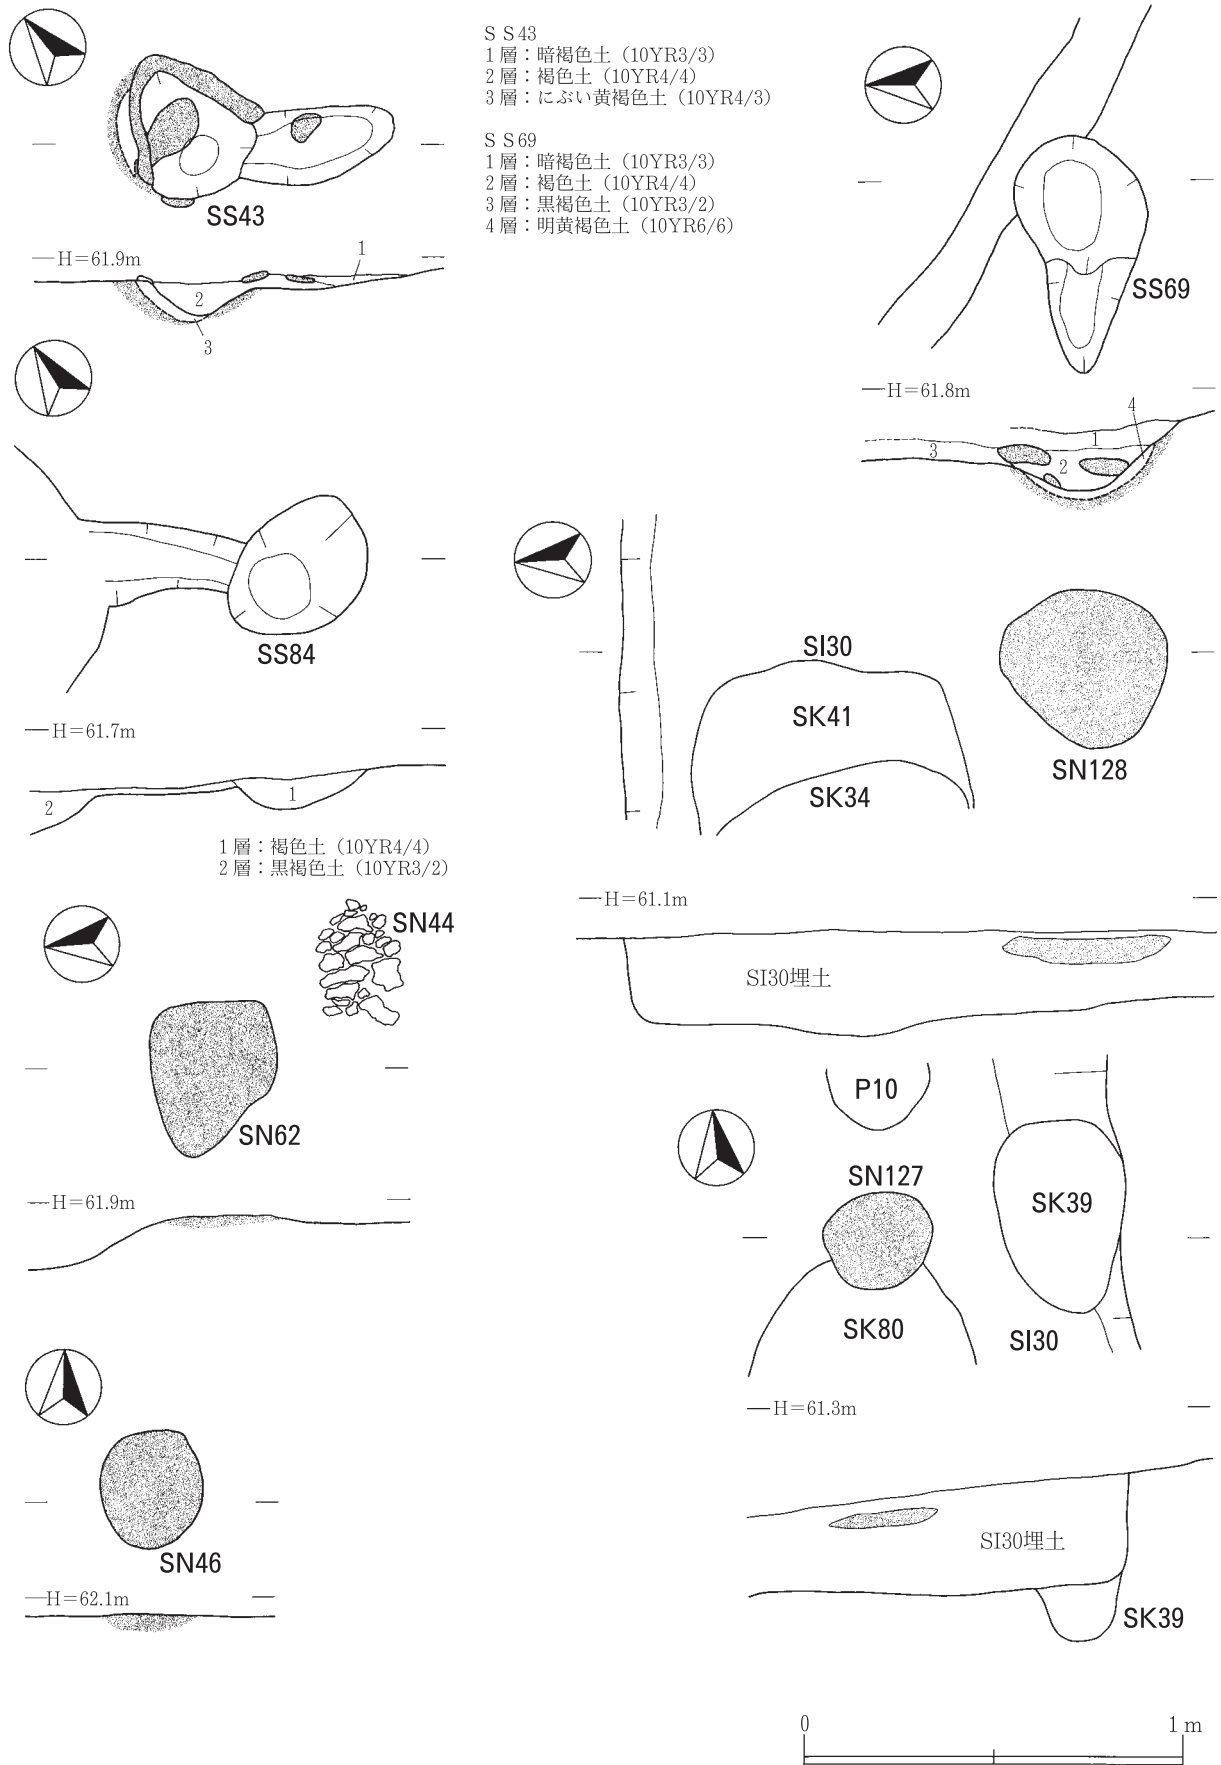 S S 43
1層：暗褐色土（10YR3/3）
2層：褐色土（10YR4/4）
3層：にぶい黄褐色土（10YR4/3）
S S 69
1層：暗褐色土（10YR3/3）
2層：褐色土（10YR4/4）
3層：黒褐色土（10YR3/2）
4層：明黄褐色土（10YR6/6）
SS43
H=61.9m
1
2
3
SS69
H=61.8m
4
1
3
2
SS84
H=61.7m
1
2
1層：褐色土（10YR4/4）
2層：黒褐色土（10YR3/2）
SI30
SK41
SK34
SN128
H=61.1m
SI30埋土
SN44
SN62
H=61.9m
P10
SN127
SK39
SK80
SI30
H=61.3m
SI30埋土
SK39
SN46
H=62.1m
0
1 m